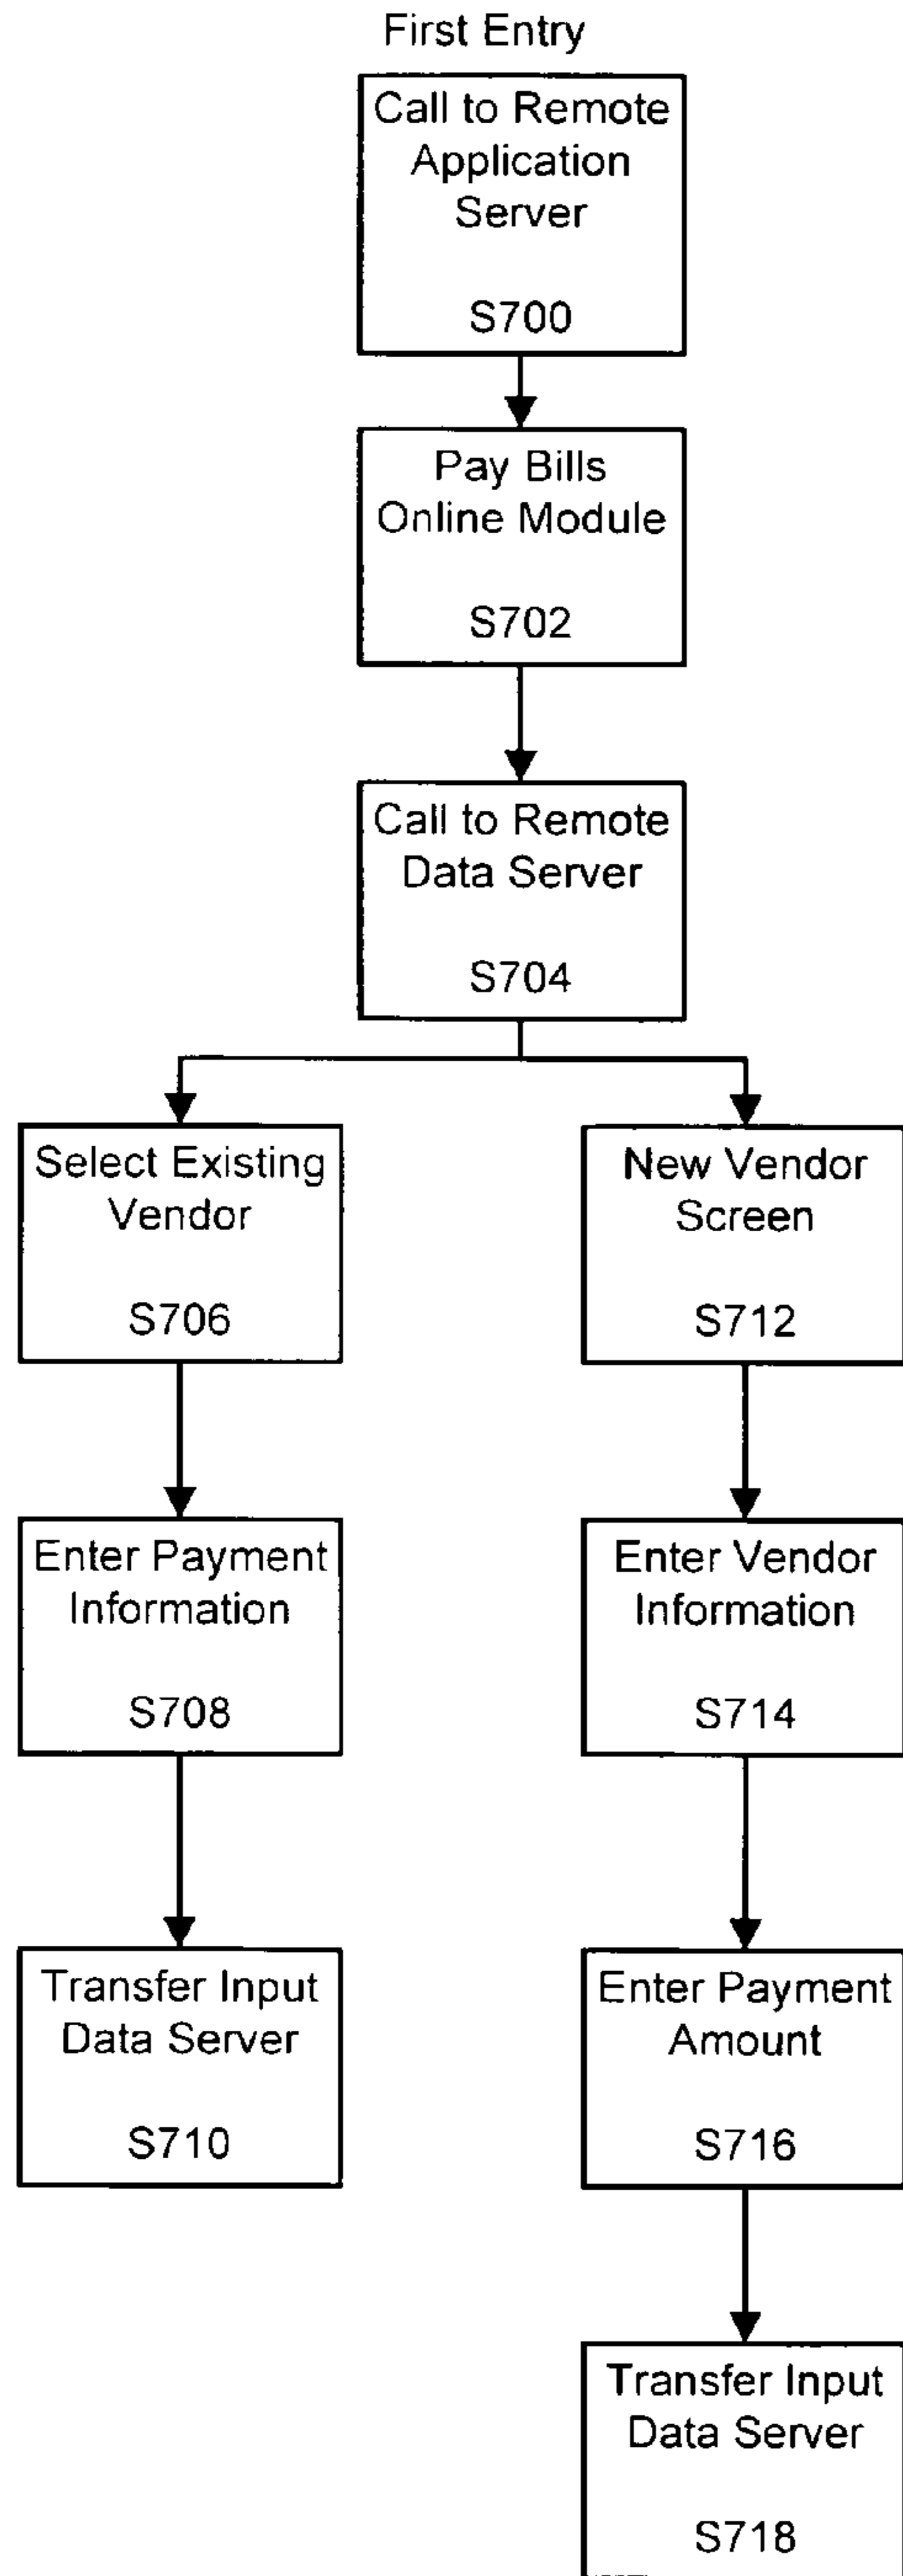 First Entry
Call to Remote
Application
Server
S700
Pay Bills
Online Module
S702
Call to Remote
Data Server
S704
Select Existing
Vendor
S706
New Vendor
Screen
S712
Enter Payment
Information
S708
Enter Vendor
Information
S714
Transfer Input
Data Server
S710
Enter Payment
Amount
S716
Transfer Input
Data Server
S718